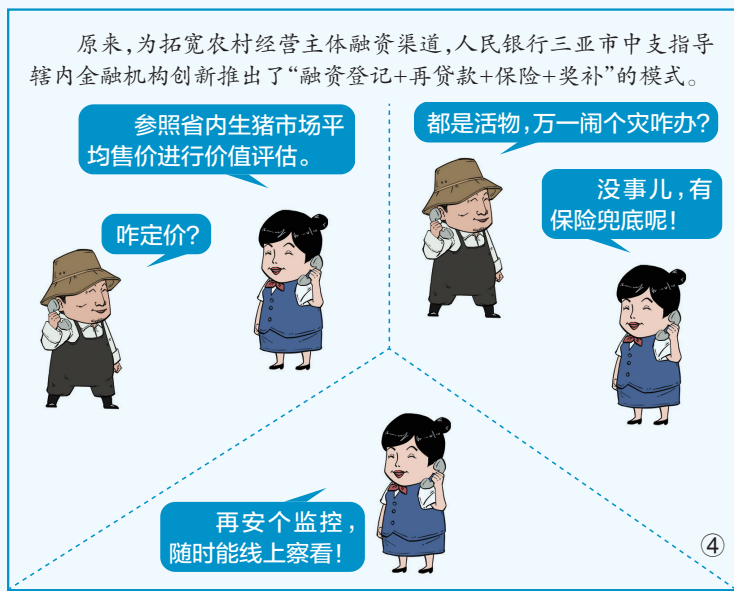 原来，为拓宽农村经营主体融资渠道，人民银行三亚市中支指导
辖内金融机构创新推出了“融资登记+再贷款+保险+奖补”的模式。
咋定价？
参照省内生猪市场平
均售价进行价值评估。
都是活物，万一闹个灾咋办？
没事儿，有
保险兜底呢！
再安个监控，
随时能线上察看！
④